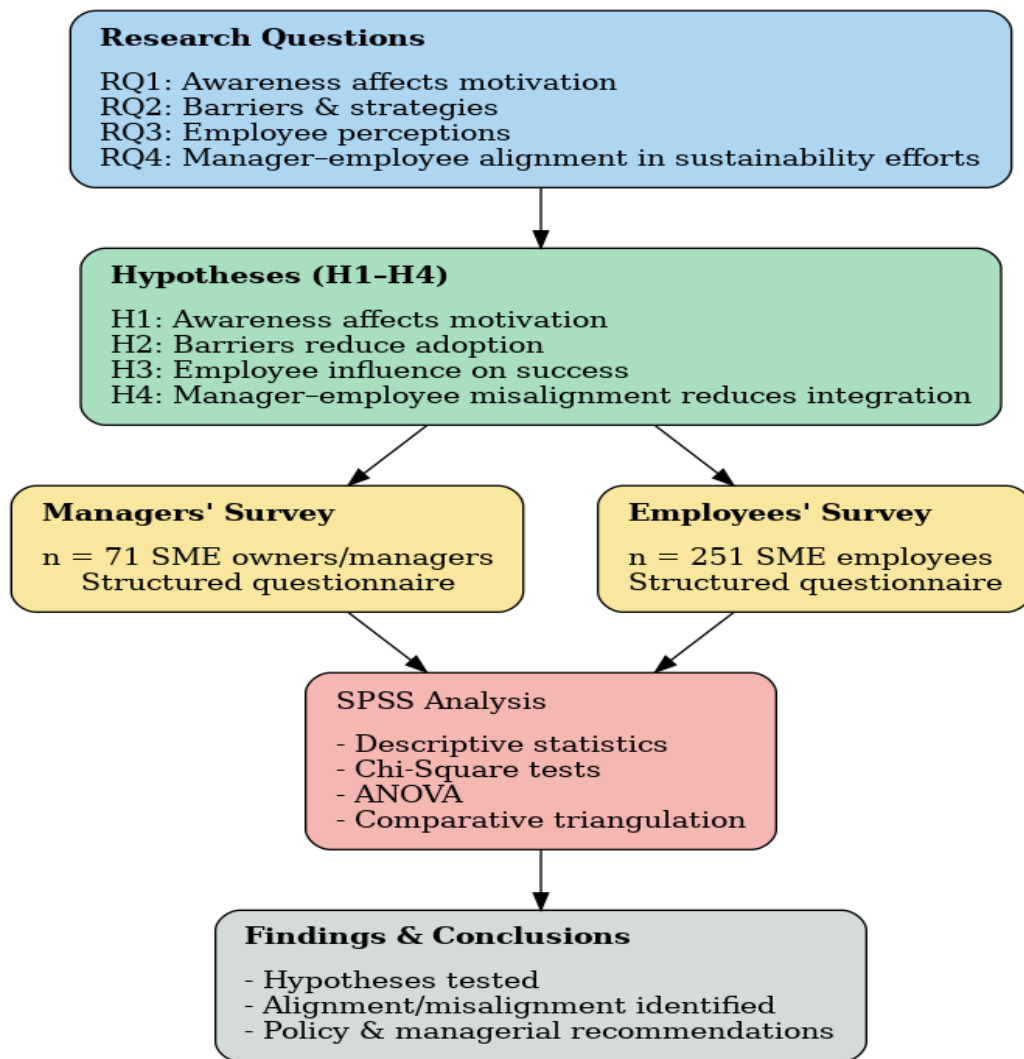 Research Questions
RQ1: Awareness affects motivation
RQ2: Barriers & strategies
RQ3: Employee perceptions
RQ4: Manager–employee alignment in sustainability efforts
Hypotheses (H1–H4)
H1: Awareness affects motivation
H2: Barriers reduce adoption
H3: Employee influence on success
H4: Manager–employee misalignment reduces integration
Managers' Survey
n = 71 SME owners/managers
Structured questionnaire
Employees' Survey
n = 251 SME employees
Structured questionnaire
SPSS Analysis
- Descriptive statistics
- Chi-Square tests
- ANOVA
- Comparative triangulation
Findings & Conclusions
- Hypotheses tested
- Alignment/misalignment identified
- Policy & managerial recommendations